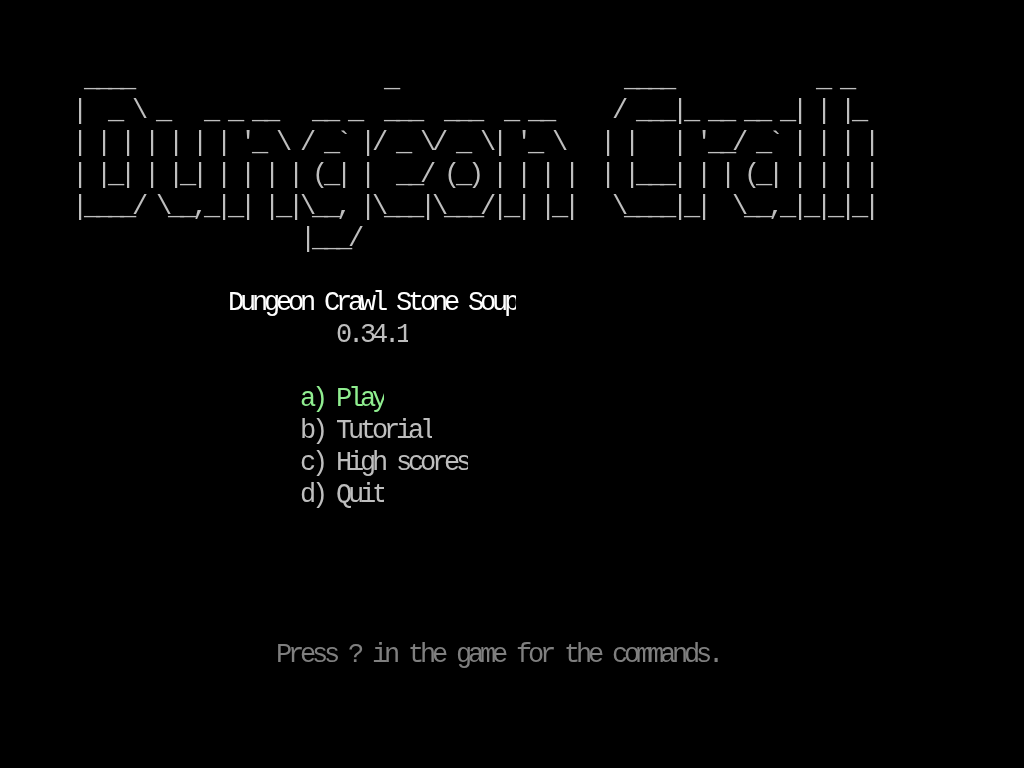 Dungeon Crall
Dungeon Crawl Stone Soup
0.34.1
a) Play
b) Tutorial
c) High scores
d) Quit
Press ? in the game for the commands.